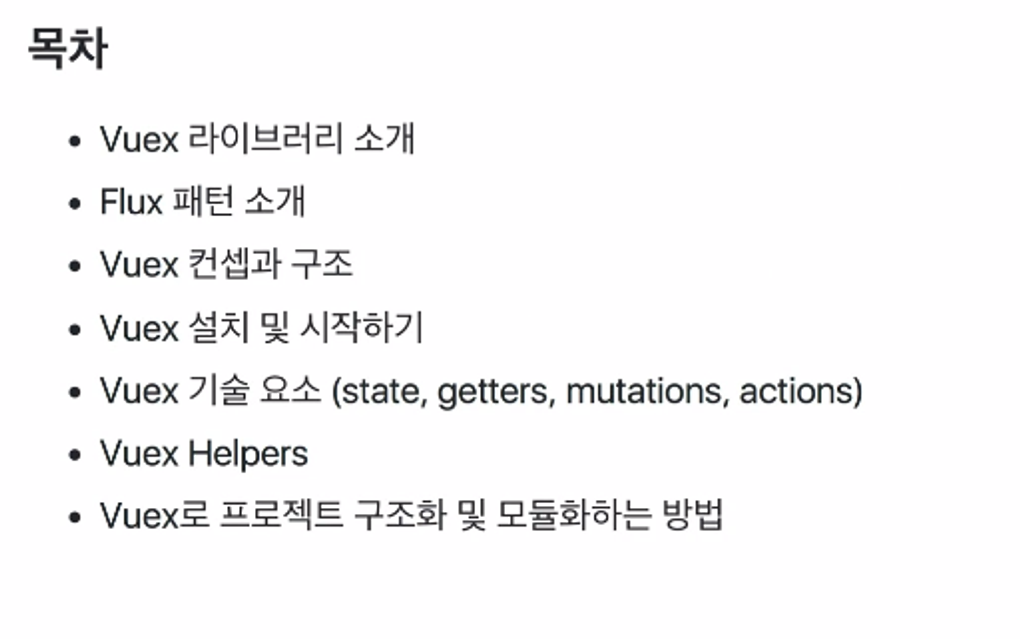 목차
• Vuex 라이브러리 소개
• Flux 패턴 소개
• Vuex 컨셉과 구조
• Vuex 설치 및 시작하기
• Vuex 기술 요소 (state, getters, mutations, actions)
• Vuex Helpers
• Vuex로 프로젝트 구조화 및 모듈화하는 방법